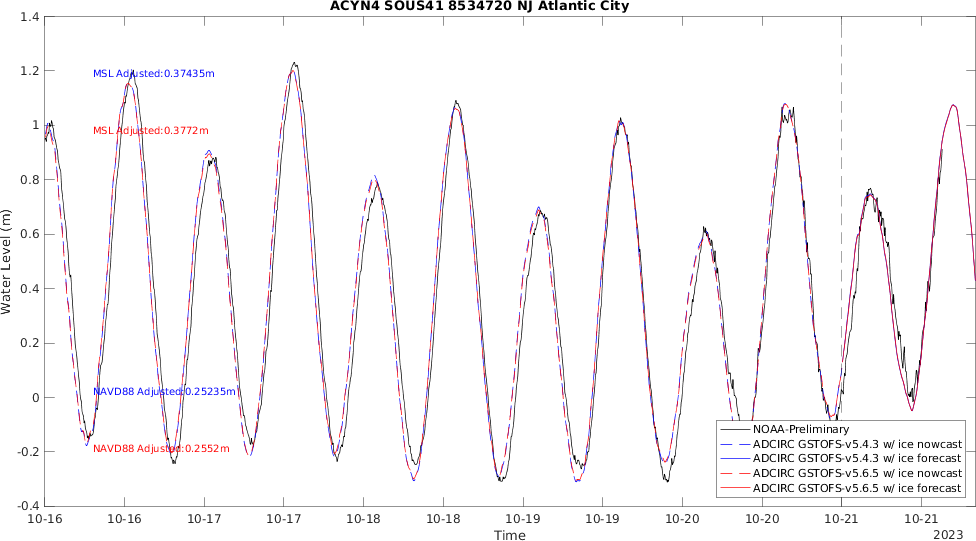 ACYN4 SOUS41 8534720 NJ Atlantic City
1.4
1.2
1
0.8
0.6
0.4
0.2
0
-0.2
-0.4
Water Level (m)
MSL Adjusted:0.37435m
MSL Adjusted:0.3772m
NAVD88 Adjusted:0.25235m
NAVD88 Adjusted:0.2552m
NOAA-Preliminary
ADCIRC GSTOFS-v5.4.3 w/ ice nowcast
ADCIRC GSTOFS-v5.4.3 w/ ice forecast
ADCIRC GSTOFS-v5.6.5 w/ ice nowcast
ADCIRC GSTOFS-v5.6.5 w/ ice forecast
10-16 10-16 10-17 10-17 10-18 10-18 10-19 10-19 10-20 10-20 10-21 10-21
Time
2023